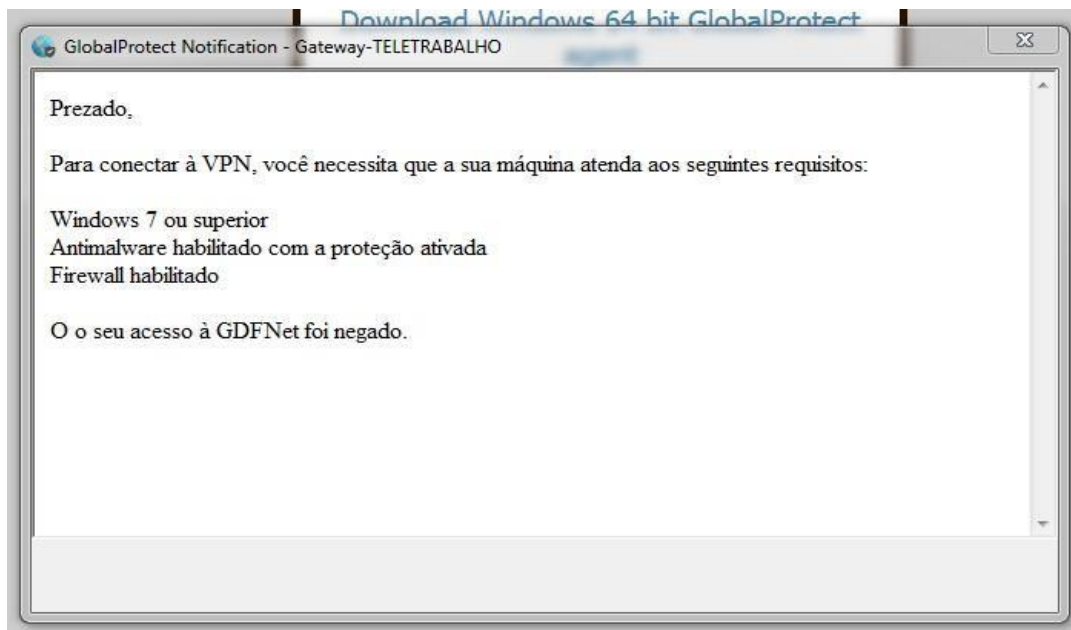 Download Windows 64 bit GlobalProtect
agent
GlobalProtect Notification - Gateway-TELETRABALHO
Prezado,
Para conectar à VPN, você necessita que a sua máquina atenda aos seguintes requisitos:
Windows 7 ou superior
Antimalware habilitado com a proteção ativada
Firewall habilitado
O o seu acesso à GDFNet foi negado.